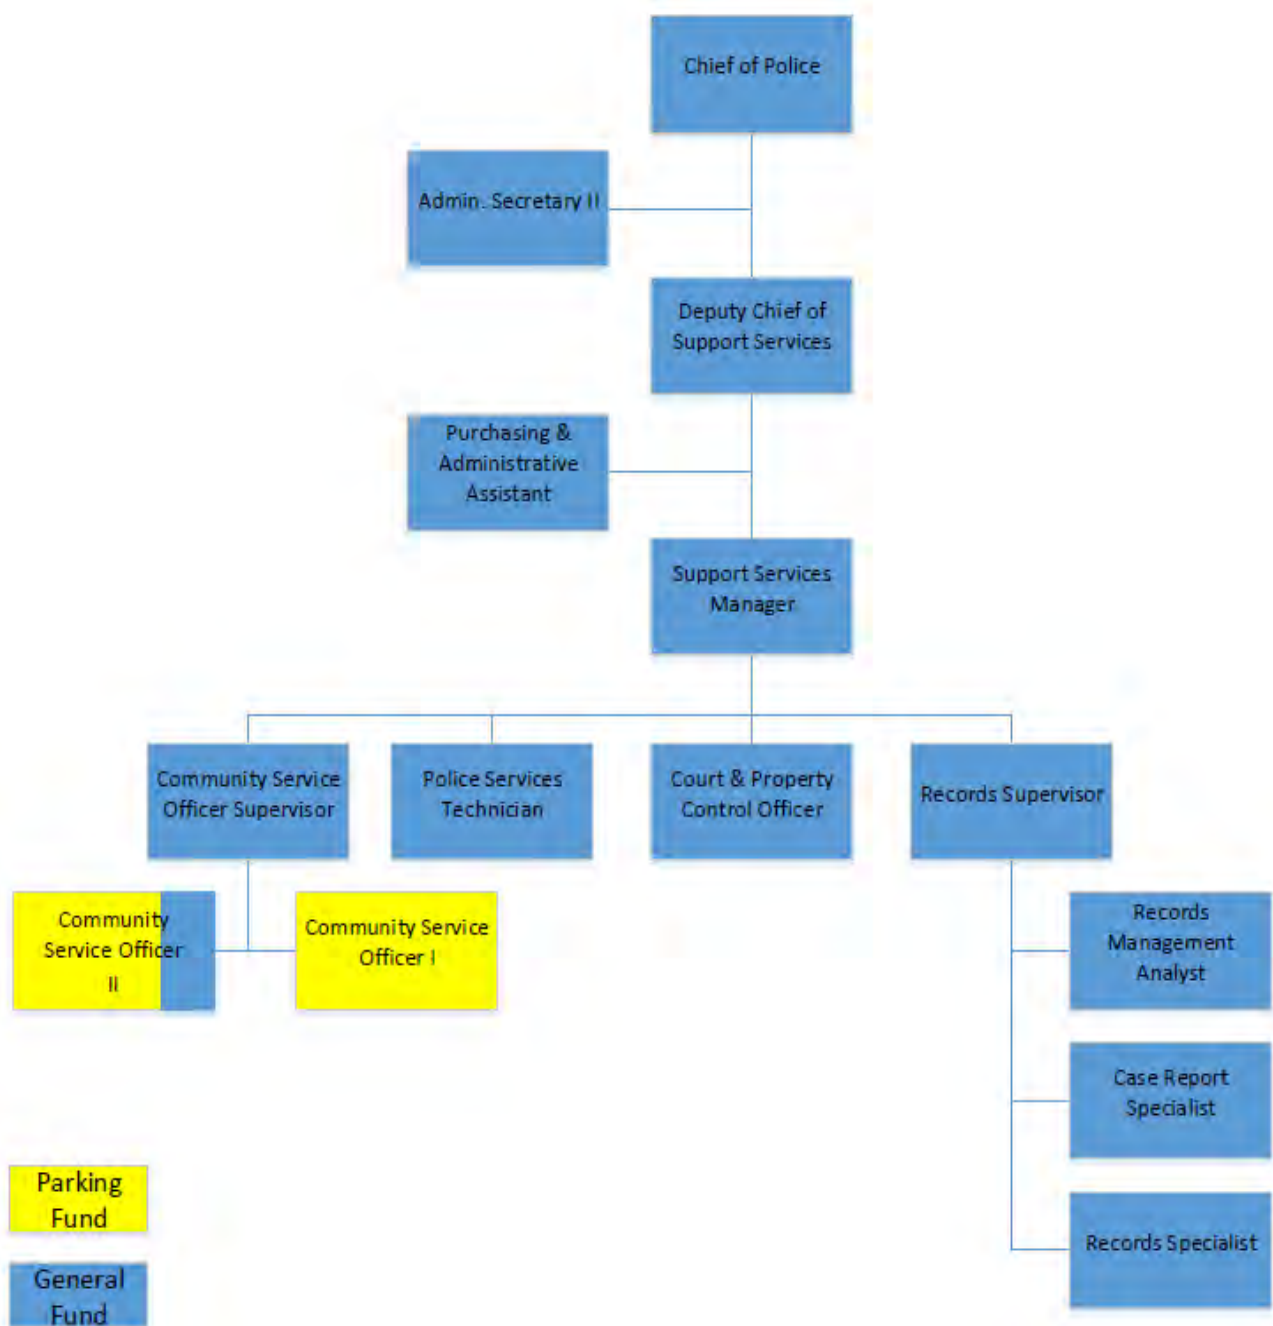 Chief of Police
Admin. Secretary II
Deputy Chief of
Support Services
Purchasing &
Administrative
Assistant
Support Services
Manager
Community Service
Officer Supervisor
Police Services
Technician
Court & Property
Control Officer
Records Supervisor
Community
Service Officer
II
Community Service
Officer I
Records
Management
Analyst
Case Report
Specialist
Records Specialist
Parking
Fund
General
Fund